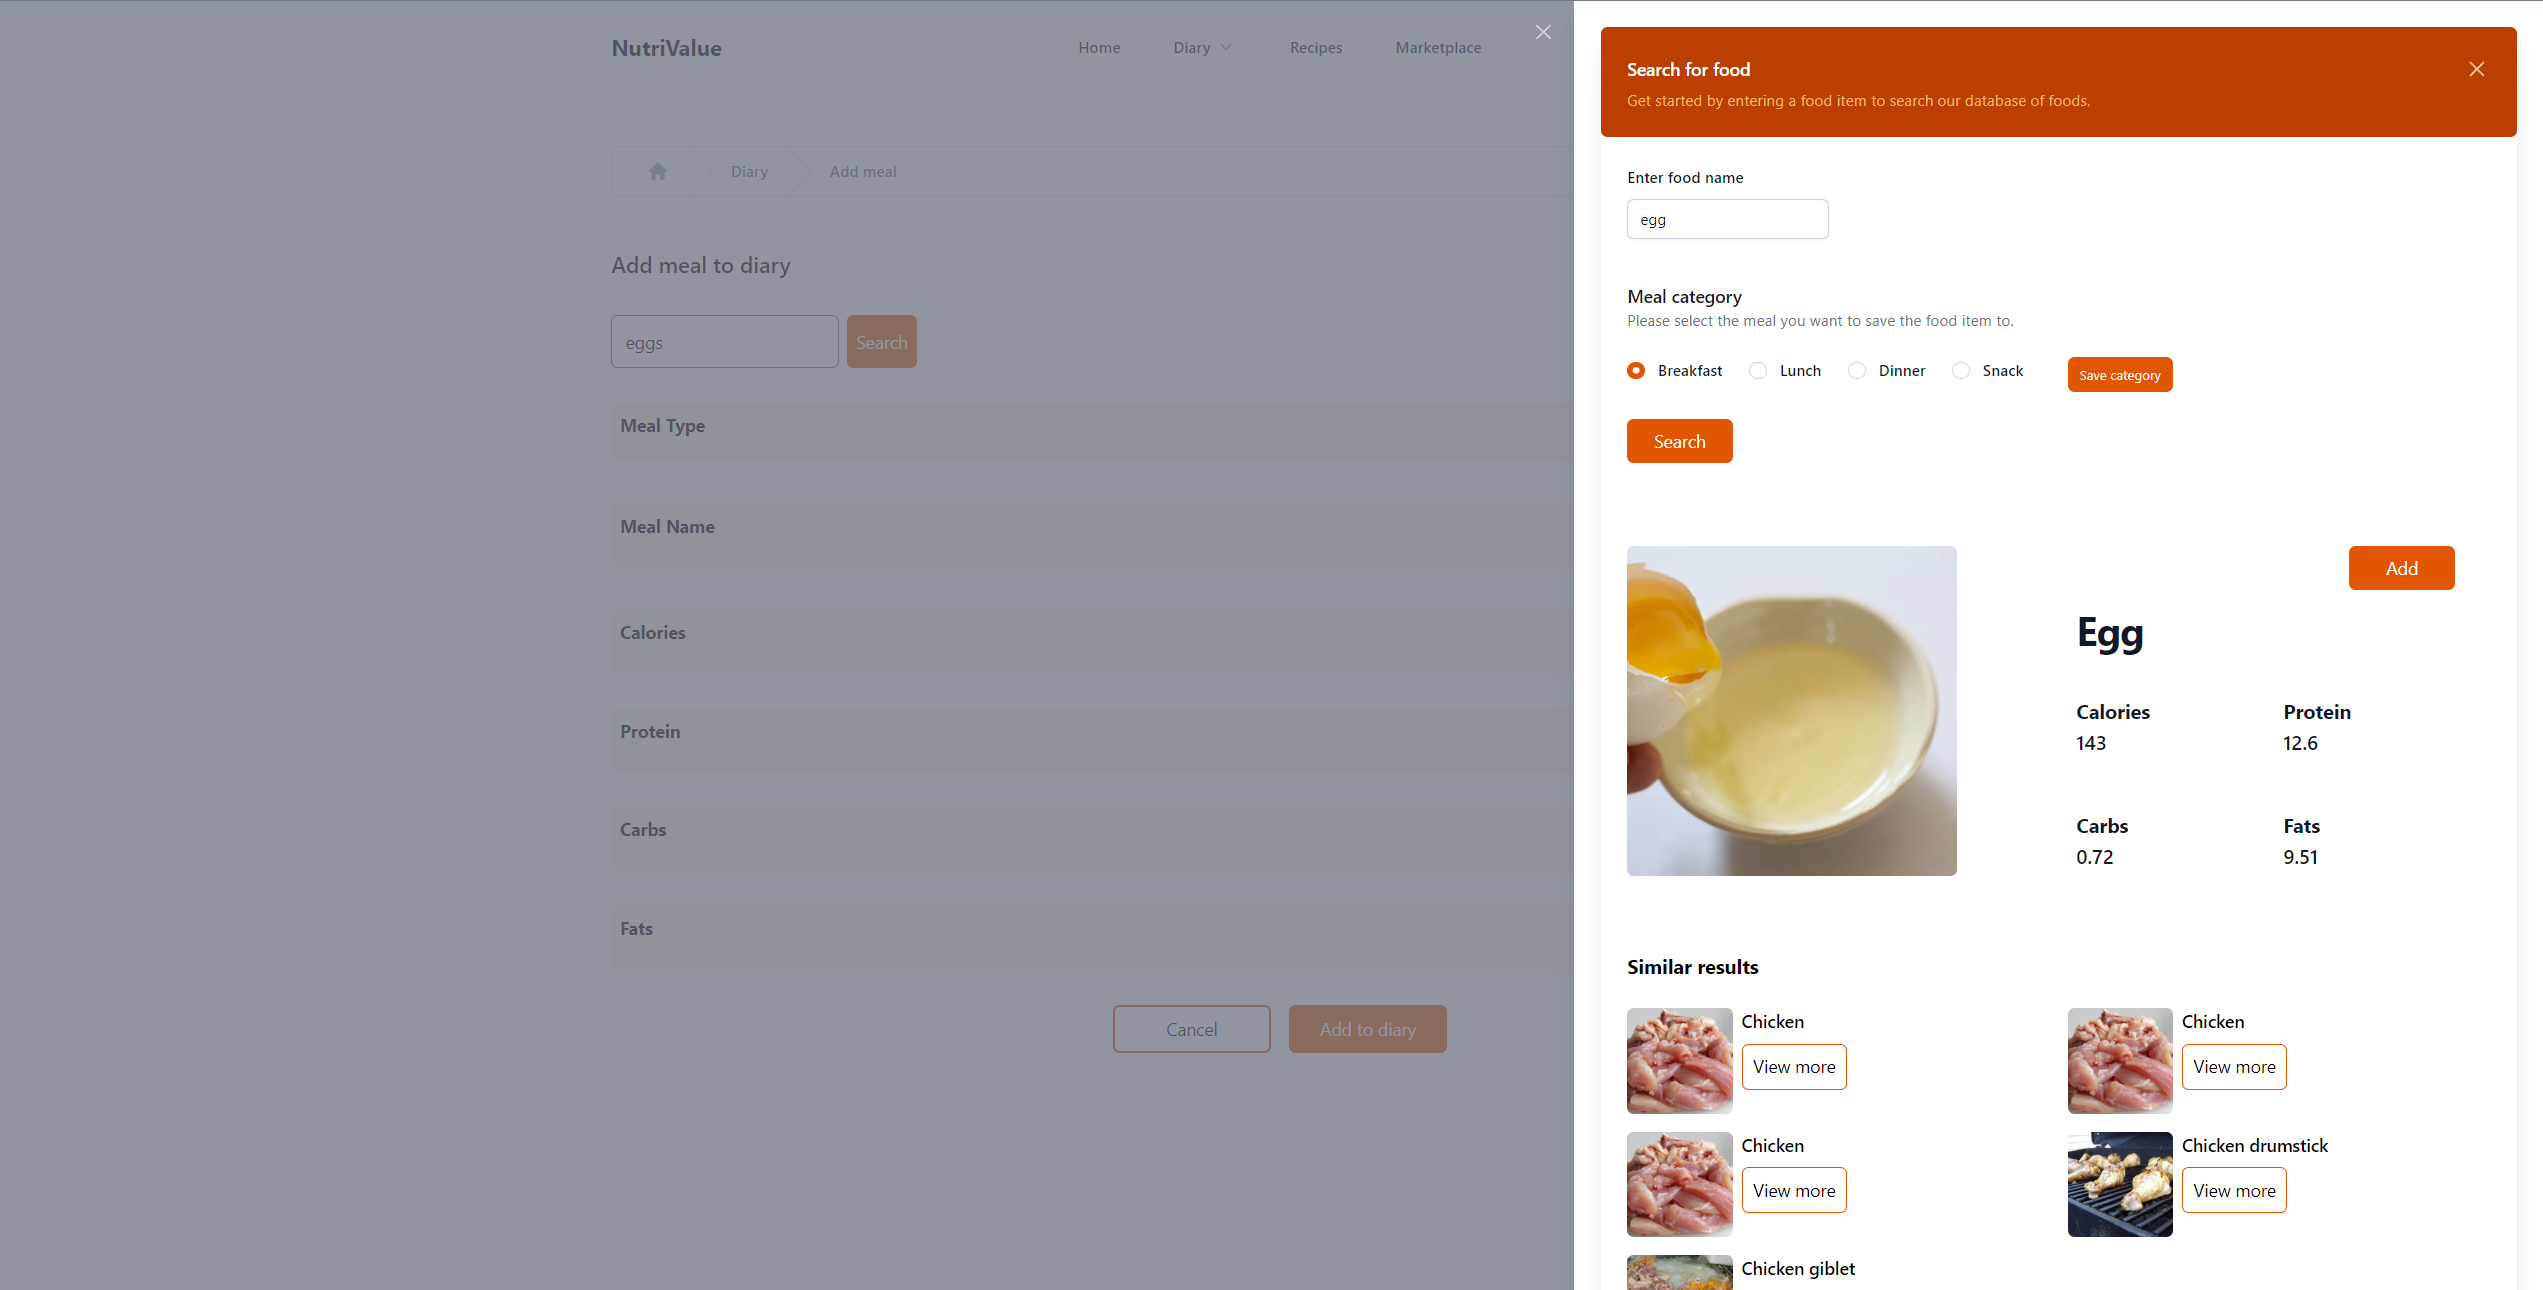 NutriValue
Home Diary Recipes Marketplace
Diary Add meal
Add meal to diary
eggs Search
Meal Type
Meal Name
Calories
Protein
Carbs
Fats
Cancel Add to diary
Search for food
Get started by entering a food item to search our database of foods.
Enter food name
egg
Meal category
Please select the meal you want to save the food item to.
Breakfast Lunch Dinner Snack Save category
Search
Add
Egg
Calories Protein
143 12.6
Carbs Fats
0.72 9.51
Similar results
Chicken Chicken
View more View more
Chicken Chicken drumstick
View more View more
Chicken giblet